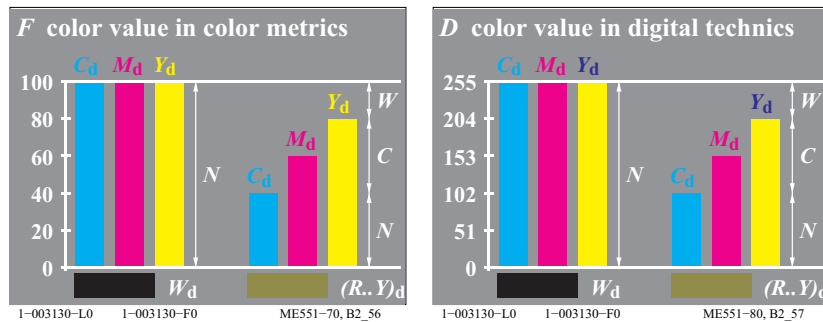 F color value in color metrics
Cd Md Yd
100
80
60
40
20
0
N
Cd
Md
Yd
W
C
N
Wd
(R..Y)d
1-003130-L0 1-003130-F0 ME551-70, B2_56
D color value in digital technics
Cd Md Yd
255
204
153
102
51
0
N
Cd
Md
Yd
W
C
N
Wd
(R..Y)d
1-003130-L0 1-003130-F0 ME551-80, B2_57